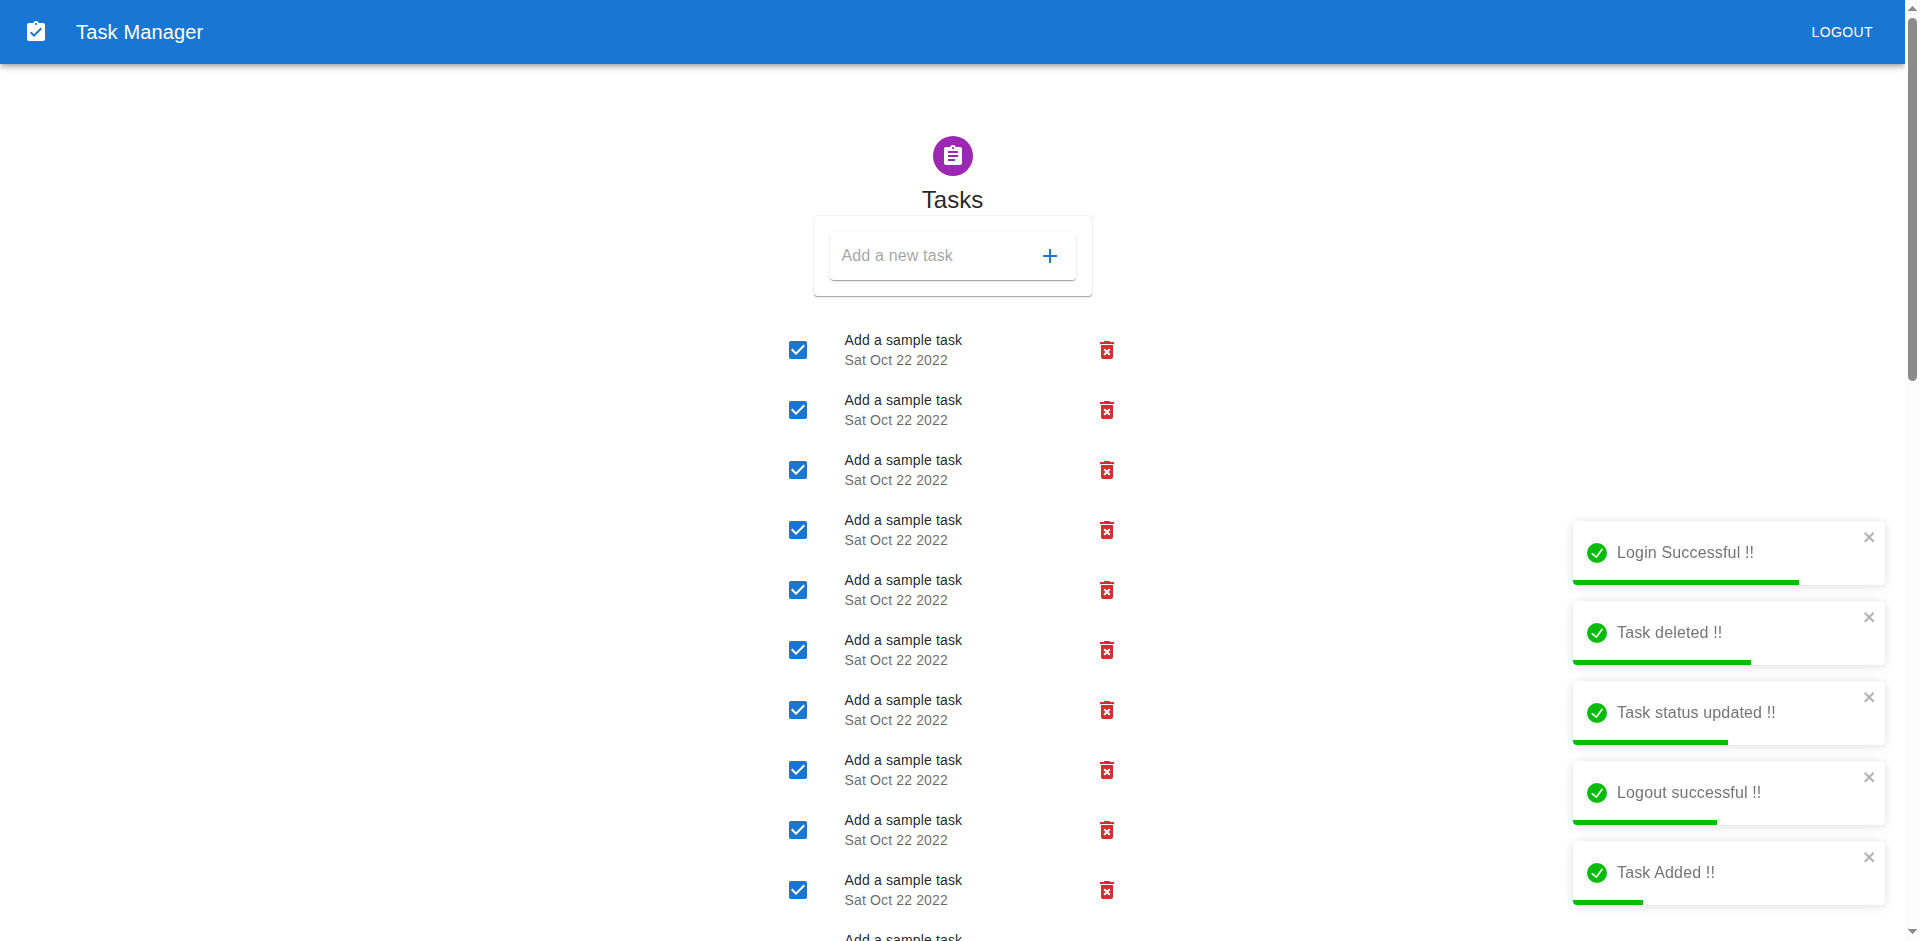 Task Manager
LOGOUT
Tasks
Add a new task
Add a sample task
Sat Oct 22 2022
Add a sample task
Sat Oct 22 2022
Add a sample task
Sat Oct 22 2022
Add a sample task
Sat Oct 22 2022
Add a sample task
Sat Oct 22 2022
Add a sample task
Sat Oct 22 2022
Add a sample task
Sat Oct 22 2022
Add a sample task
Sat Oct 22 2022
Add a sample task
Sat Oct 22 2022
Add a sample task
Sat Oct 22 2022
Add a sample task
Login Successful !!
Task deleted !!
Task status updated !!
Logout successful !!
Task Added !!